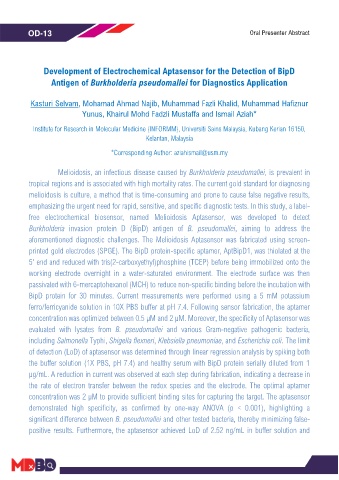 OD-13
Oral Presenter Abstract
Development of Electrochemical Aptasensor for the Detection of BipD
Antigen of Burkholderia pseudomallei for Diagnostics Application
Kasturi Selvam, Mohamad Ahmad Najib, Muhammad Fazli Khalid, Muhammad Hafiznur
Yunus, Khairul Mohd Fadzli Mustaffa and Ismail Aziah*
Institute for Research in Molecular Medicine (INFORMM), Universiti Sains Malaysia, Kubang Kerian 16150,
Kelantan, Malaysia
*Corresponding Author: aziahismail@usm.my
Melioidosis, an infectious disease caused by Burkholderia pseudomallei, is prevalent in
tropical regions and is associated with high mortality rates. The current gold standard for diagnosing
melioidosis is culture, a method that is time-consuming and prone to cause false negative results,
emphasizing the urgent need for rapid, sensitive, and specific diagnostic tests. In this study, a label-
free electrochemical biosensor, named Melioidosis Aptasensor, was developed to detect
Burkholderia invasion protein D (BipD) antigen of B. pseudomallei, aiming to address the
aforementioned diagnostic challenges. The Melioidosis Aptasensor was fabricated using screen-
printed gold electrodes (SPGE). The BipD protein-specific aptamer, AptBipD1, was thiolated at the
5' end and reduced with tris(2-carboxyethyl)phosphine (TCEP) before being immobilized onto the
working electrode overnight in a water-saturated environment. The electrode surface was then
passivated with 6-mercaptohexanol (MCH) to reduce non-specific binding before the incubation with
BipD protein for 30 minutes. Current measurements were performed using a 5 mM potassium
ferro/ferricyanide solution in 10X PBS buffer at pH 7.4. Following sensor fabrication, the aptamer
concentration was optimized between 0.5 µM and 2 µM. Moreover, the specificity of Aptasensor was
evaluated with lysates from B. pseudomallei and various Gram-negative pathogenic bacteria,
including Salmonella Typhi, Shigella flexneri, Klebsiella pneumoniae, and Escherichia coli. The limit
of detection (LoD) of aptasensor was determined through linear regression analysis by spiking both
the buffer solution (1X PBS, pH 7.4) and healthy serum with BipD protein serially diluted from 1
µg/mL. A reduction in current was observed at each step during fabrication, indicating a decrease in
the rate of electron transfer between the redox species and the electrode. The optimal aptamer
concentration was 2 µM to provide sufficient binding sites for capturing the target. The aptasensor
demonstrated high specificity, as confirmed by one-way ANOVA (p < 0.001), highlighting a
significant difference between B. pseudomallei and other tested bacteria, thereby minimizing false-
positive results. Furthermore, the aptasensor achieved LoD of 2.52 ng/mL in buffer solution and